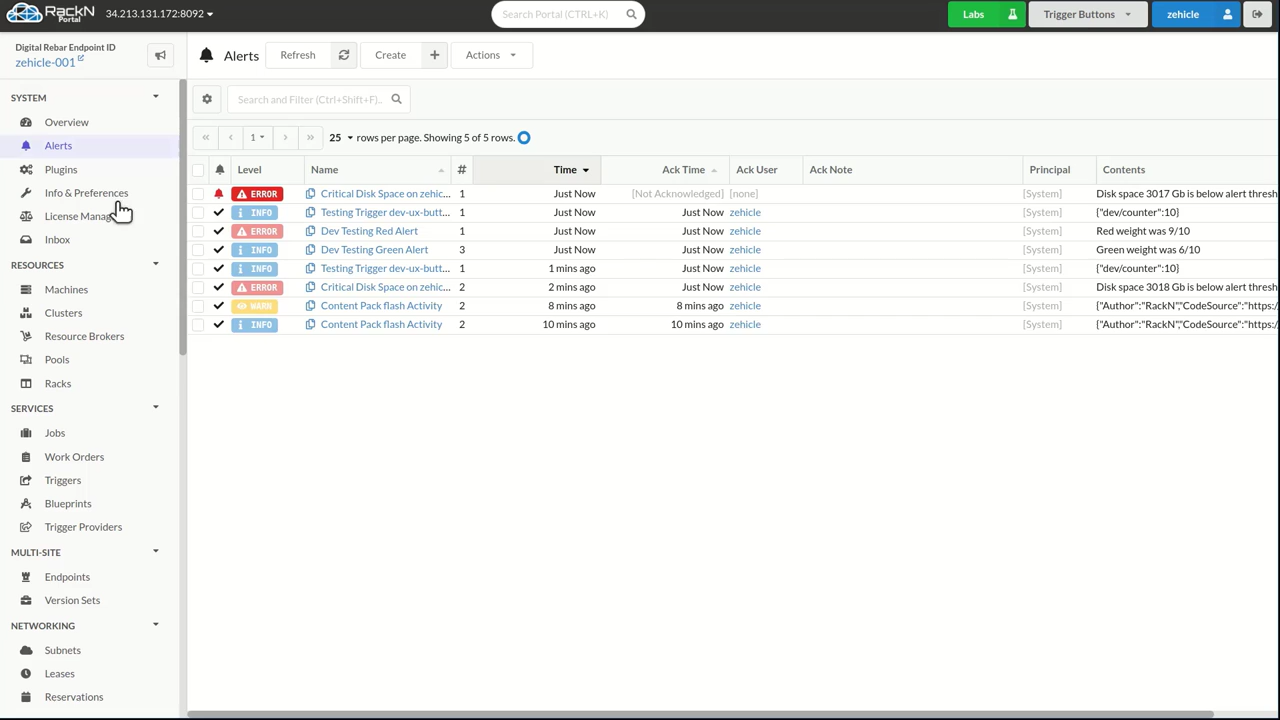 RackN Portal 34.213.131.172:8092 Search Portal (CTRL+K) Labs Trigger Buttons zehicle
Digital Rebar Endpoint ID
zehicle-001
Alerts Refresh Create Actions
SYSTEM
Overview
Alerts
Plugins
Info & Preferences
License Manag
Inbox
RESOURCES
Machines
Clusters
Resource Brokers
Pools
Racks
SERVICES
Jobs
Work Orders
Triggers
Blueprints
Trigger Providers
MULTI-SITE
Endpoints
Version Sets
NETWORKING
Subnets
Leases
Reservations
Search and Filter (Ctrl+Shift+F)..
« ‹ 1 › » 25 rows per page. Showing 5 of 5 rows.
Level Name # Time Ack Time Ack User Ack Note Principal Contents
ERROR Critical Disk Space on zehic... 1 Just Now [Not Acknowledged] [none] [System] Disk space 3017 Gb is below alert thresh
INFO Testing Trigger dev-ux-butt... 1 Just Now Just Now zehicle [System] {"dev/counter":10}
ERROR Dev Testing Red Alert 1 Just Now Just Now zehicle [System] Red weight was 9/10
INFO Dev Testing Green Alert 3 Just Now Just Now zehicle [System] Green weight was 6/10
INFO Testing Trigger dev-ux-butt... 1 1 mins ago Just Now zehicle [System] {"dev/counter":10}
ERROR Critical Disk Space on zehic... 2 2 mins ago Just Now zehicle [System] Disk space 3018 Gb is below alert thresh
WARN Content Pack flash Activity 2 8 mins ago 8 mins ago zehicle [System] {"Author":"RackN","CodeSource":"https:/
INFO Content Pack flash Activity 2 10 mins ago 10 mins ago zehicle [System] {"Author":"RackN","CodeSource":"https:/